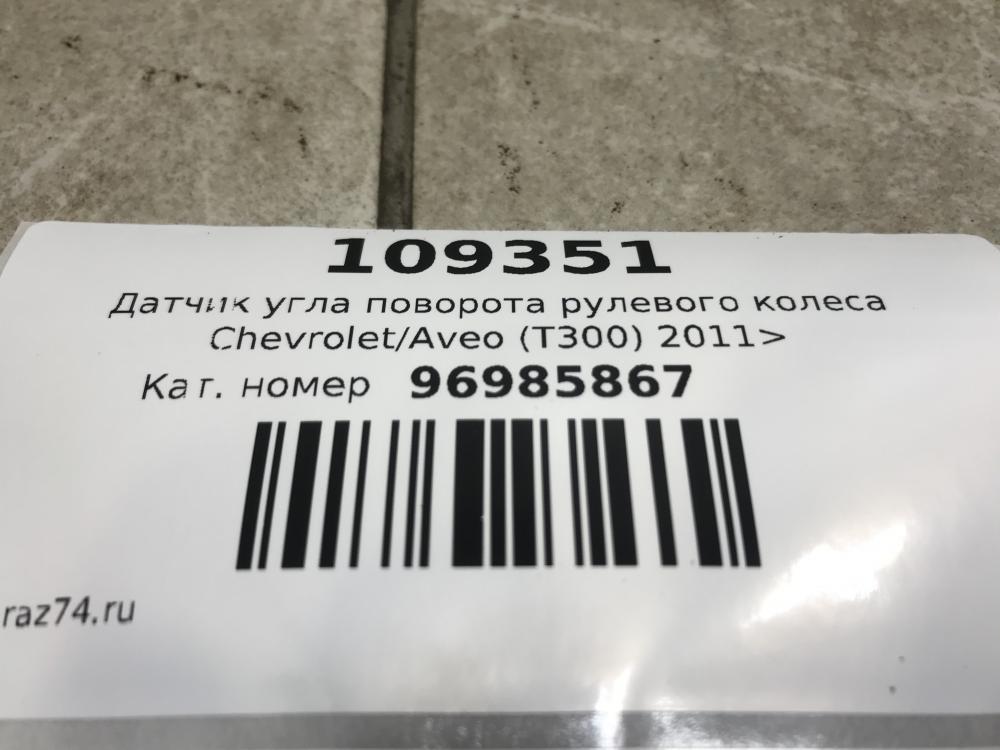 109351
Датчик угла поворота рулевого колеса
Chevrolet/Aveo (T300) 2011>
Кат. номер 96985867
raz74.ru